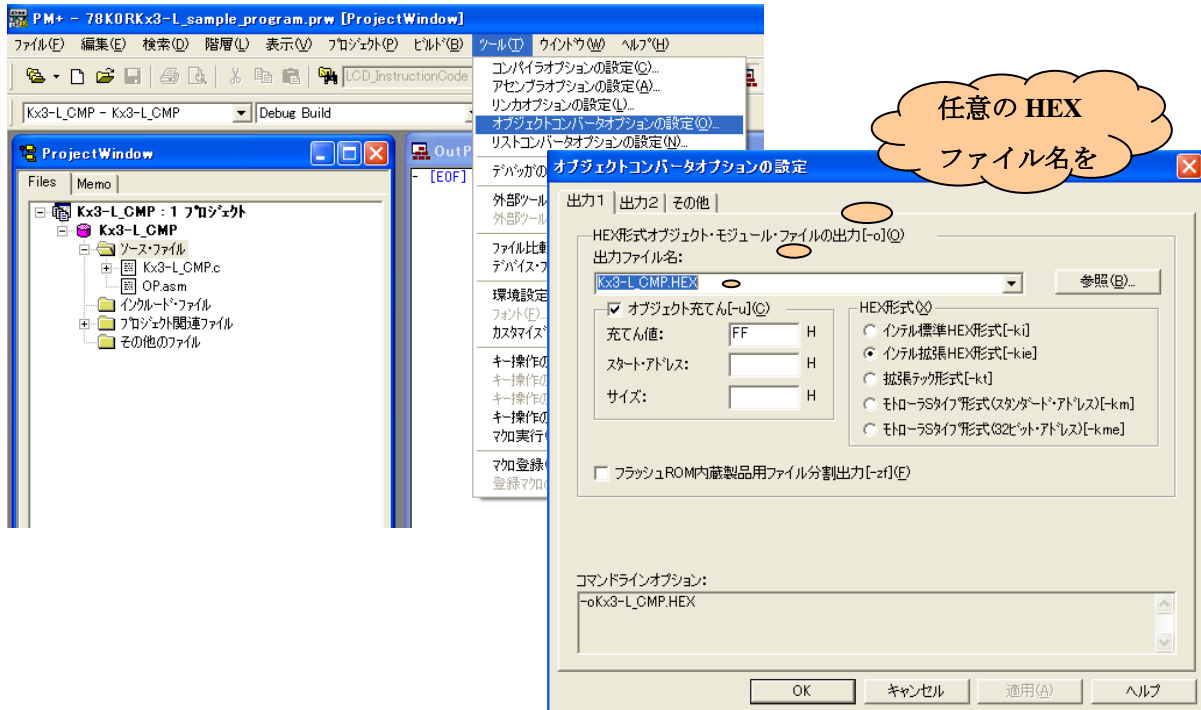 PM+ - 78K0RKx3-L_sample_program.prw [ProjectWindow]
ファイル(F) 編集(E) 検索(D) 階層(L) 表示(V) プロジェクト(P) ビルド(B) ツール(T) ウインドウ(W) ヘルプ(H)
LCD_InstructionCode
Kx3-L_CMP - Kx3-L_CMP
Debug Build
ProjectWindow
Files
Memo
Kx3-L_CMP : 1 プロジェクト
Kx3-L_CMP
ソース・ファイル
Kx3-L_CMP.c
OP.asm
インクルード・ファイル
プロジェクト関連ファイル
その他のファイル
OutP
[EOF]
コンパイラオプションの設定(C)...
アセンブラオプションの設定(A)...
リンカオプションの設定(L)...
オブジェクトコンバータオプションの設定(O)...
リストコンバータオプションの設定(N)...
デバッガの
外部ツール
外部ツール
ファイル比較
デバイス・フ
環境設定
フォント(F)...
カスタマイズ
キー操作の
キー操作の
キー操作の
キー操作の
マクロ実行(
マクロ登録(
登録マクロ(
任意の HEX
ファイル名を
オブジェクトコンバータオプションの設定
出力1
出力2
その他
HEX形式オブジェクト・モジュール・ファイルの出力[-o](O)
出力ファイル名:
Kx3-L_CMP.HEX
参照(B)...
オブジェクト充てん[-u](C)
充てん値: FF H
スタート・アドレス: H
サイズ: H
HEX形式(X)
インテル標準HEX形式[-ki]
インテル拡張HEX形式[-kie]
拡張テック形式[-kt]
モトローラSタイプ形式(スタンダード・アドレス)[-km]
モトローラSタイプ形式(32ビット・アドレス)[-kme]
フラッシュROM内蔵製品用ファイル分割出力[-zf](F)
コマンドラインオプション:
-oKx3-L_CMP.HEX
OK
キャンセル
適用(A)
ヘルプ